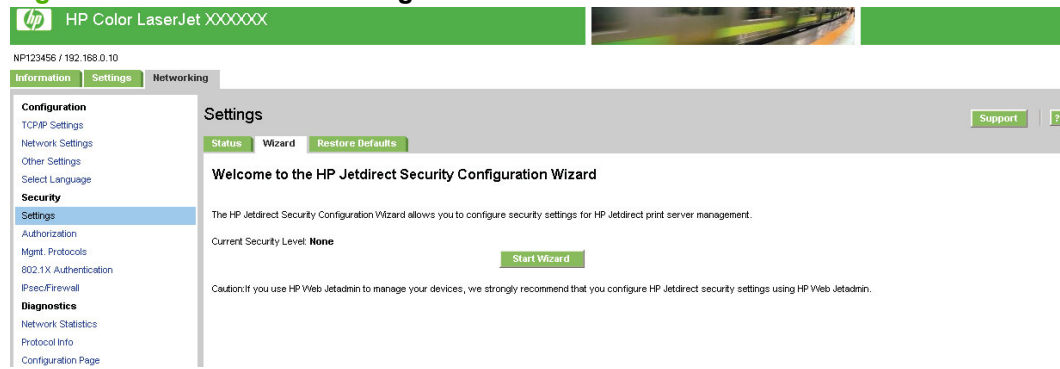 hp HP Color LaserJet XXXXXX
NP123456 / 192.168.0.10
Information Settings Networking
Configuration
TCP/IP Settings
Network Settings
Other Settings
Select Language
Security
Settings
Authorization
Mgmt. Protocols
802.1X Authentication
IPsec/Firewall
Diagnostics
Network Statistics
Protocol Info
Configuration Page
Settings
Support ?
Status Wizard Restore Defaults
Welcome to the HP Jetdirect Security Configuration Wizard
The HP Jetdirect Security Configuration Wizard allows you to configure security settings for HP Jetdirect print server management.
Current Security Level: None
Start Wizard
Caution:If you use HP Web Jetadmin to manage your devices, we strongly recommend that you configure HP Jetdirect security settings using HP Web Jetadmin.